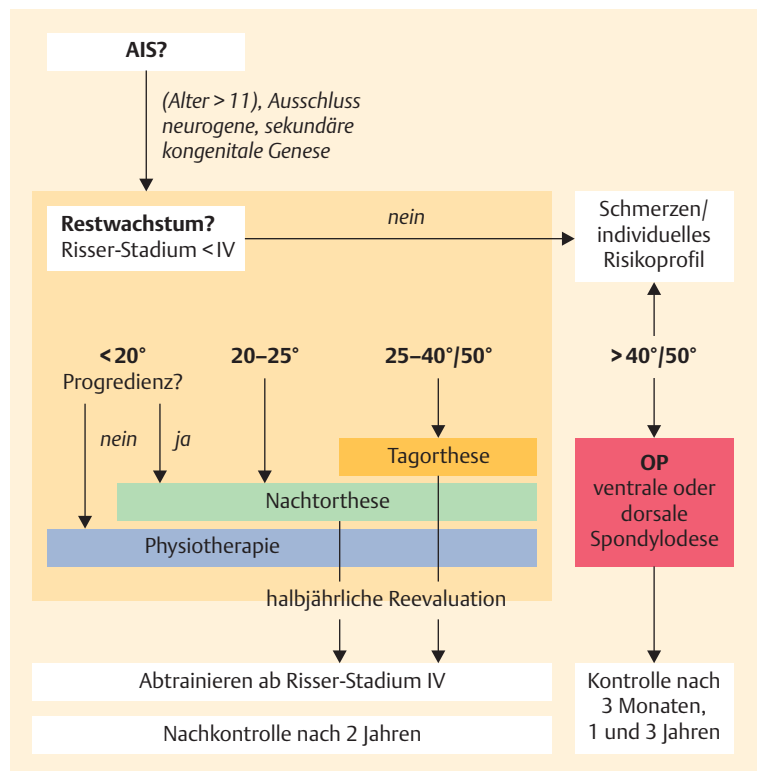 AIS?
(Alter > 11), Ausschluss
neurogene, sekundäre
kongenitale Genese
Restwachstum?
Risser-Stadium < IV
nein
Schmerzen/
individuelles
Risikoprofil
< 20°
Progredienz?
20–25°
25–40°/50°
> 40°/50°
nein
ja
Tagorthese
Nachtorthese
Physiotherapie
OP
ventrale oder
dorsale
Spondylodese
halbjährliche Reevaluation
Abtrainieren ab Risser-Stadium IV
Nachkontrolle nach 2 Jahren
Kontrolle nach
3 Monaten,
1 und 3 Jahren